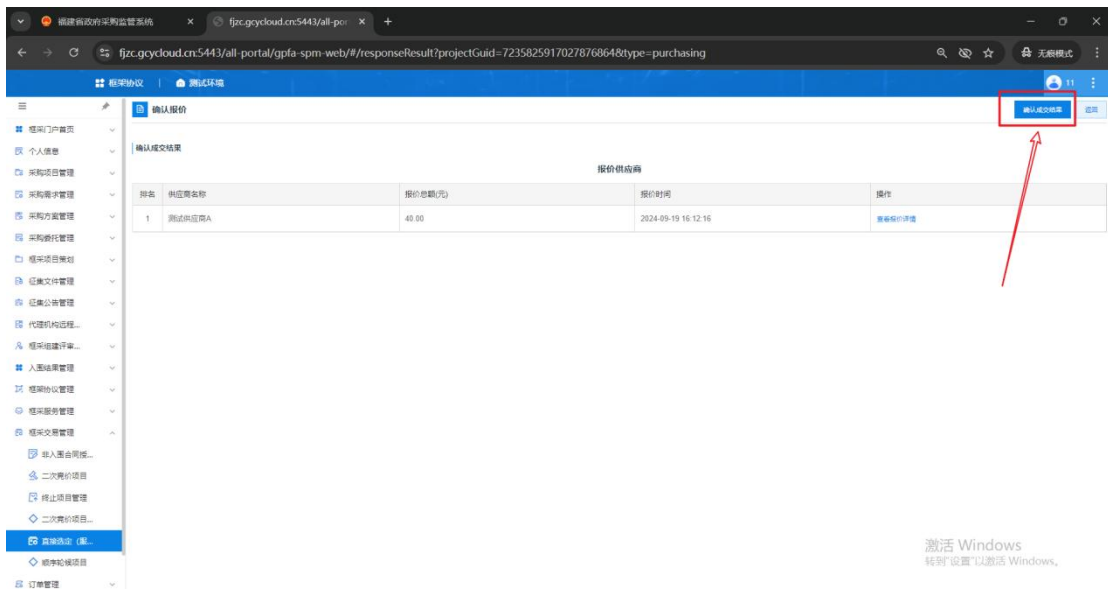 福建省政府采购监管系统
fjzc.gcycloud.cn:5443/all-por
fjzc.gcycloud.cn:5443/all-portal/gpfa-spm-web/#/responseResult?projectGuid=723582591702787686 4&type=purchasing
无痕模式
框架协议 | 测试环境
11
确认报价
确认成交结果
返回
框采门户首页
个人信息
采购项目管理
采购需求管理
采购方案管理
采购委托管理
框采项目策划
征集文件管理
征集公告管理
代理机构远程...
框采组建评审...
入围结果管理
框架协议管理
框采服务管理
框采交易管理
非入围合同授...
二次竞价项目
终止项目管理
二次竞价项目...
直接选定（服...
顺序轮候项目
订单管理
确认成交结果
报价供应商
排名 供应商名称 报价总额(元) 报价时间 操作
1 测试供应商A 40.00 2024-09-19 16:12:16 查看报价详情
激活 Windows
转到"设置"以激活 Windows。